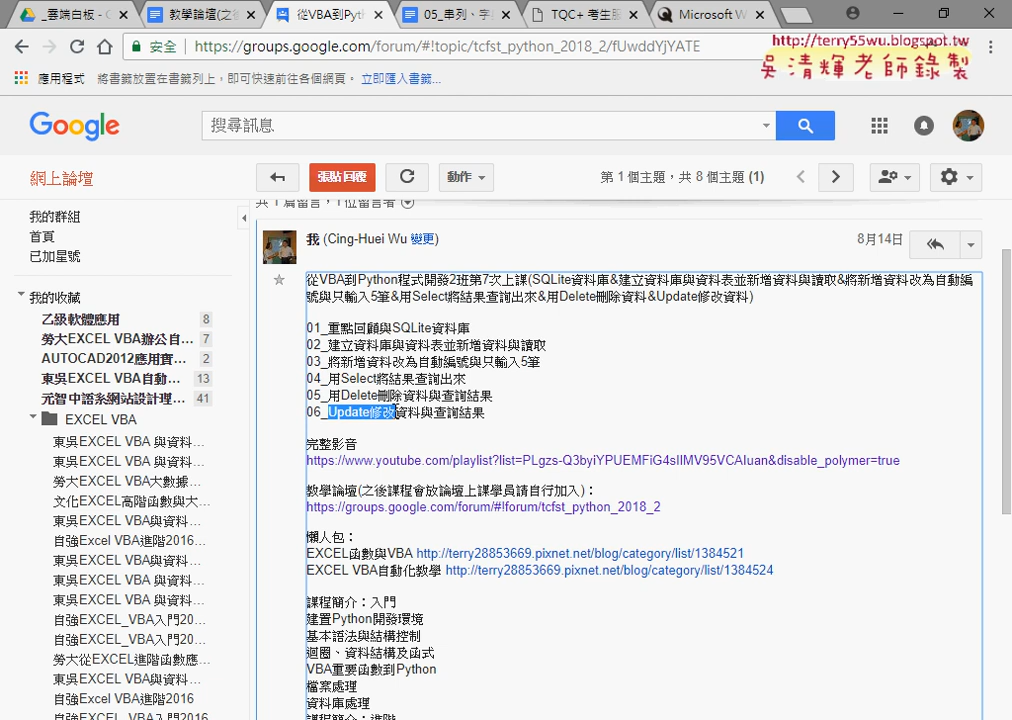 _雲端白板 - G
教學論壇(之
從VBA到Pyt
05_串列、字
TQC+ 考生服
Microsoft W
安全 https://groups.google.com/forum/#!topic/tcfst_python_2018_2/fUwddYjYATE
http://terry55wu.blogspot.tw
吳清輝老師錄製
應用程式 將書籤放置在書籤列上，即可快速前往各個網頁。 立即匯入書籤...
Google
搜尋訊息
網上論壇
張貼回覆
動作
第 1 個主題，共 8 個主題 (1)
共 1 篇留言，1 位留言者
我的群組
首頁
已加星號
我的收藏
乙級軟體應用 8
勞大EXCEL VBA辦公自... 7
AUTOCAD2012應用實... 2
東吳EXCEL VBA自動... 13
元智中語系網站設計理... 41
EXCEL VBA
東吳EXCEL VBA 與資料...
東吳EXCEL VBA 與資料...
勞大EXCEL VBA大數據...
文化EXCEL高階函數與大...
東吳EXCEL VBA與資料...
自強Excel VBA進階2016...
東吳EXCEL VBA與資料...
東吳EXCEL VBA 與資料...
東吳EXCEL VBA 與資料...
自強EXCEL_VBA入門20...
自強EXCEL_VBA入門20...
勞大從EXCEL進階函數應...
東吳EXCEL VBA與資料...
自強Excel VBA進階2016
自強EXCEL_VBA入門2016
我 (Cing-Huei Wu 變更)
8月14日
從VBA到Python程式開發2班第7次上課(SQLite資料庫&建立資料庫與資料表並新增資料與讀取&將新增資料改為自動編
號與只輸入5筆&用Select將結果查詢出來&用Delete刪除資料&Update修改資料)
01_重點回顧與SQLite資料庫
02_建立資料庫與資料表並新增資料與讀取
03_將新增資料改為自動編號與只輸入5筆
04_用Select將結果查詢出來
05_用Delete刪除資料與查詢結果
06_Update修改資料與查詢結果
完整影音
https://www.youtube.com/playlist?list=PLgzs-Q3byiYPUEMFiG4sIlMV95VCAIuan&disable_polymer=true
教學論壇(之後課程會放論壇上課學員請自行加入)：
https://groups.google.com/forum/#!forum/tcfst_python_2018_2
懶人包：
EXCEL函數與VBA http://terry28853669.pixnet.net/blog/category/list/1384521
EXCEL VBA自動化教學 http://terry28853669.pixnet.net/blog/category/list/1384524
課程簡介：入門
建置Python開發環境
基本語法與結構控制
迴圈、資料結構及函式
VBA重要函數到Python
檔案處理
資料庫處理
課程簡介：進階